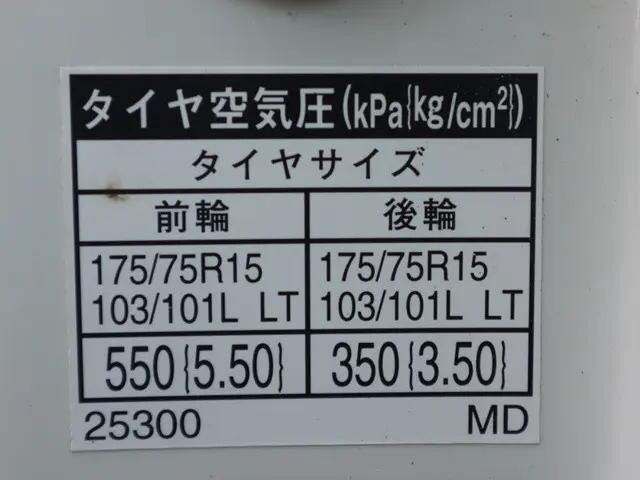 タイヤ空気圧(kPa{kg/cm²})
タイヤサイズ
前輪 後輪
175/75R15 175/75R15
103/101L LT 103/101L LT
550{5.50} 350{3.50}
25300 MD